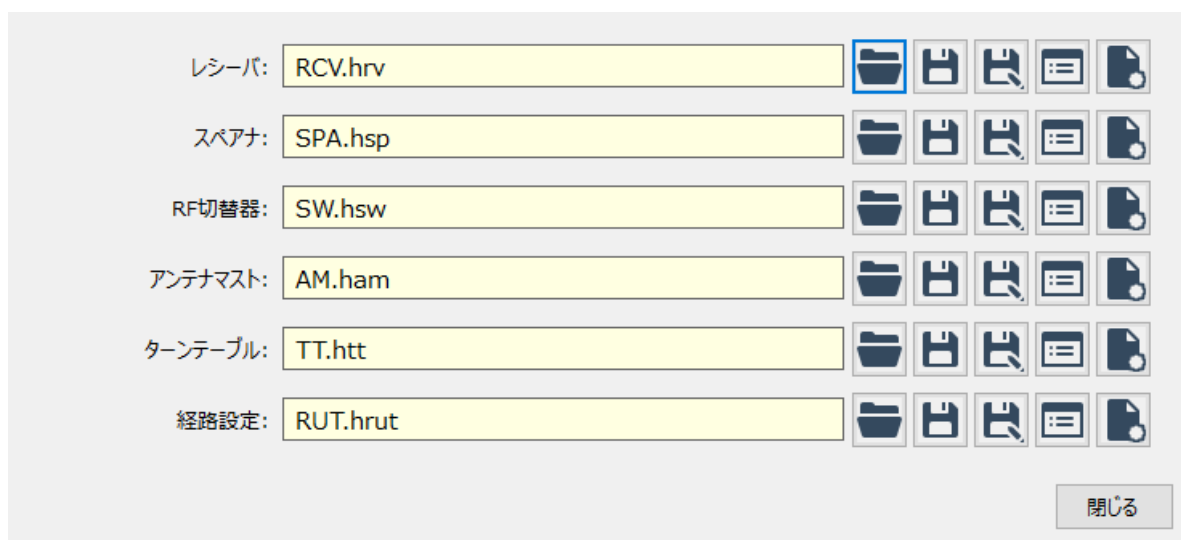 レシーバ: RCV.hrv
スペアナ: SPA.hsp
RF切替器: SW.hsw
アンテナマスト: AM.ham
ターンテーブル: TT.htt
経路設定: RUT.hrut
閉じる